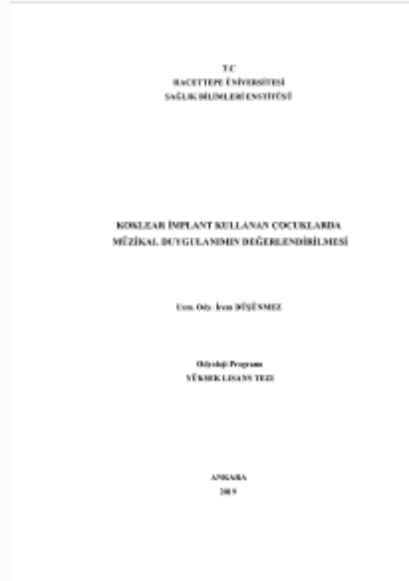 T.C
HACETTEPE ÜNİVERSİTESİ
SAĞLIK BİLİMLERİ ENSTİTÜSÜ
KOKLEAR İMPLANT KULLANAN ÇOCUKLARDA
MÜZİKAL DUYGULANIMIN DEĞERLENDİRİLMESİ
Uzm. Ody. İrem DÜŞÜNMEZ
Odyoloji Programı
YÜKSEK LİSANS TEZİ
ANKARA